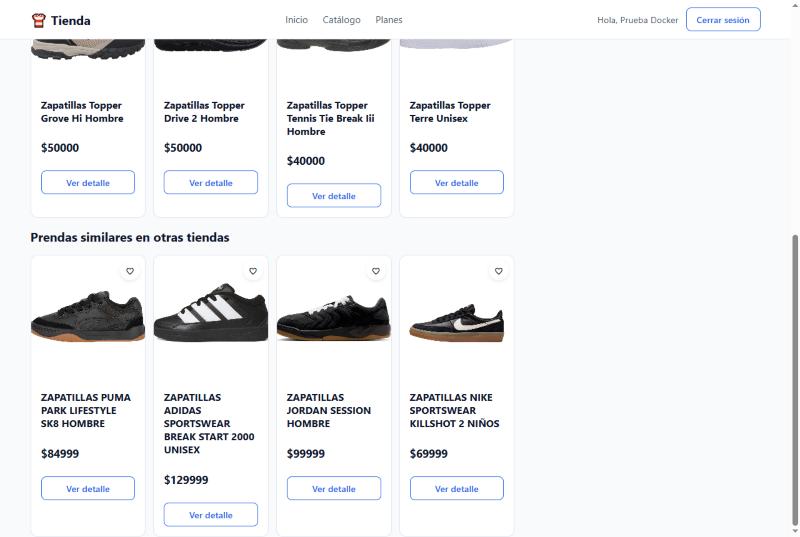 Tienda
Inicio Catálogo Planes
Hola, Prueba Docker Cerrar sesión
Zapatillas Topper
Grove Hi Hombre
$50000
Ver detalle
Zapatillas Topper
Drive 2 Hombre
$50000
Ver detalle
Zapatillas Topper
Tennis Tie Break Iii
Hombre
$40000
Ver detalle
Zapatillas Topper
Terre Unisex
$40000
Ver detalle
Prendas similares en otras tiendas
ZAPATILLAS PUMA
PARK LIFESTYLE
SK8 HOMBRE
$84999
Ver detalle
ZAPATILLAS
ADIDAS
SPORTSWEAR
BREAK START 2000
UNISEX
$129999
Ver detalle
ZAPATILLAS
JORDAN SESSION
HOMBRE
$99999
Ver detalle
ZAPATILLAS NIKE
SPORTSWEAR
KILLSHOT 2 NIÑOS
$69999
Ver detalle